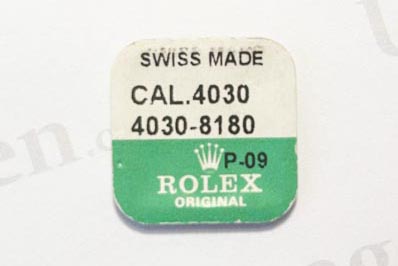 SWISS MADE
CAL.4030
4030-8180
P-09
ROLEX
ORIGINAL